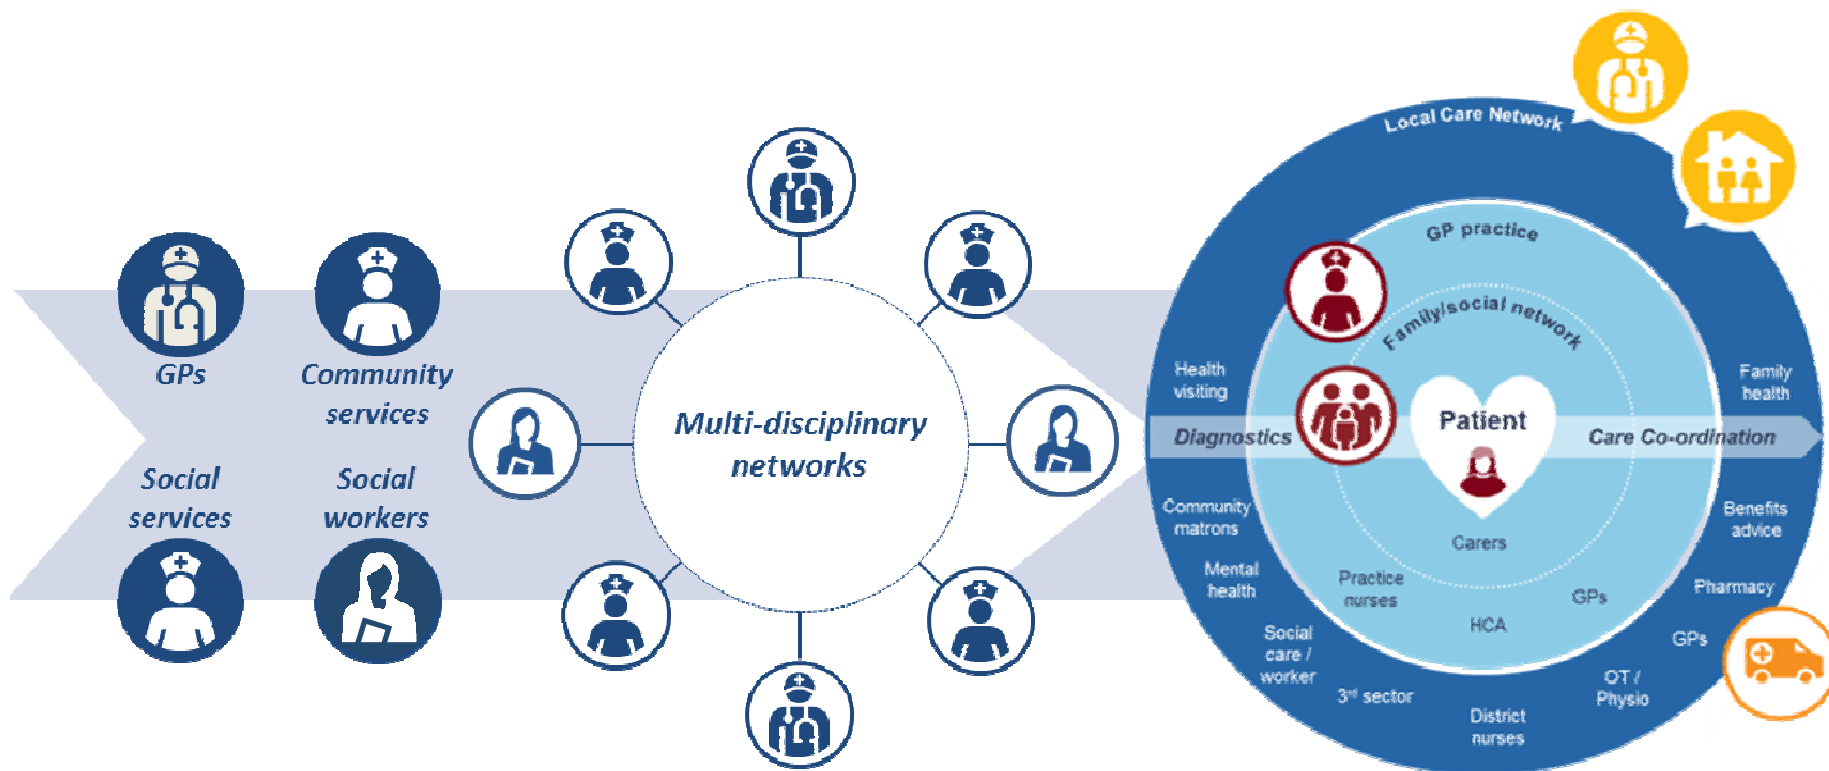 GPs
Community
services
Social
services
Social
workers
Multi-disciplinary
networks
Local Care Network
GP practice
Family/social network
Health
visiting
Family
health
Diagnostics
Patient
Care Co-ordination
Community
matrons
Benefits
advice
Carers
Mental
health
Practice
nurses
GPs
Pharmacy
HCA
Social
care /
worker
GPs
3rd sector
OT /
Physio
District
nurses